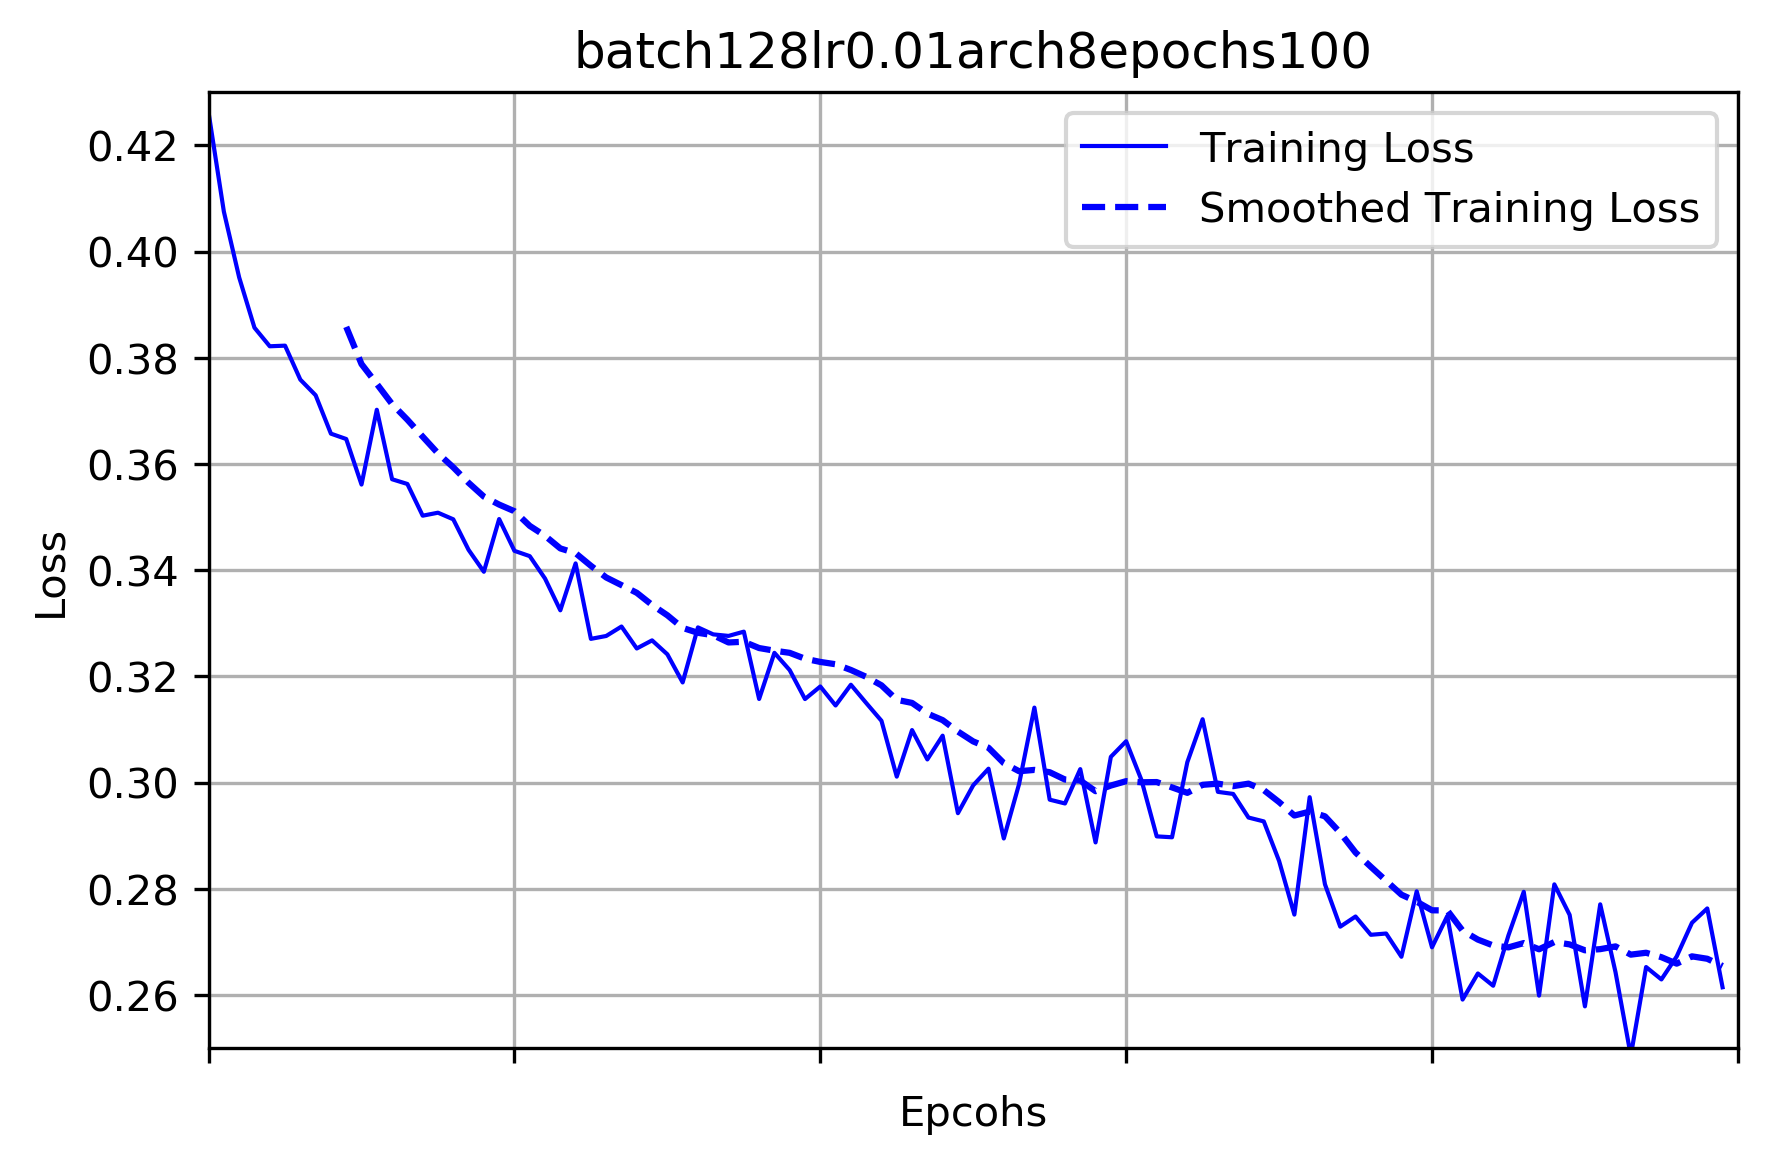 batch128lr0.01arch8epochs100
Training Loss
Smoothed Training Loss
0.42
0.40
0.38
0.36
0.34
0.32
0.30
0.28
0.26
Loss
Epcohs